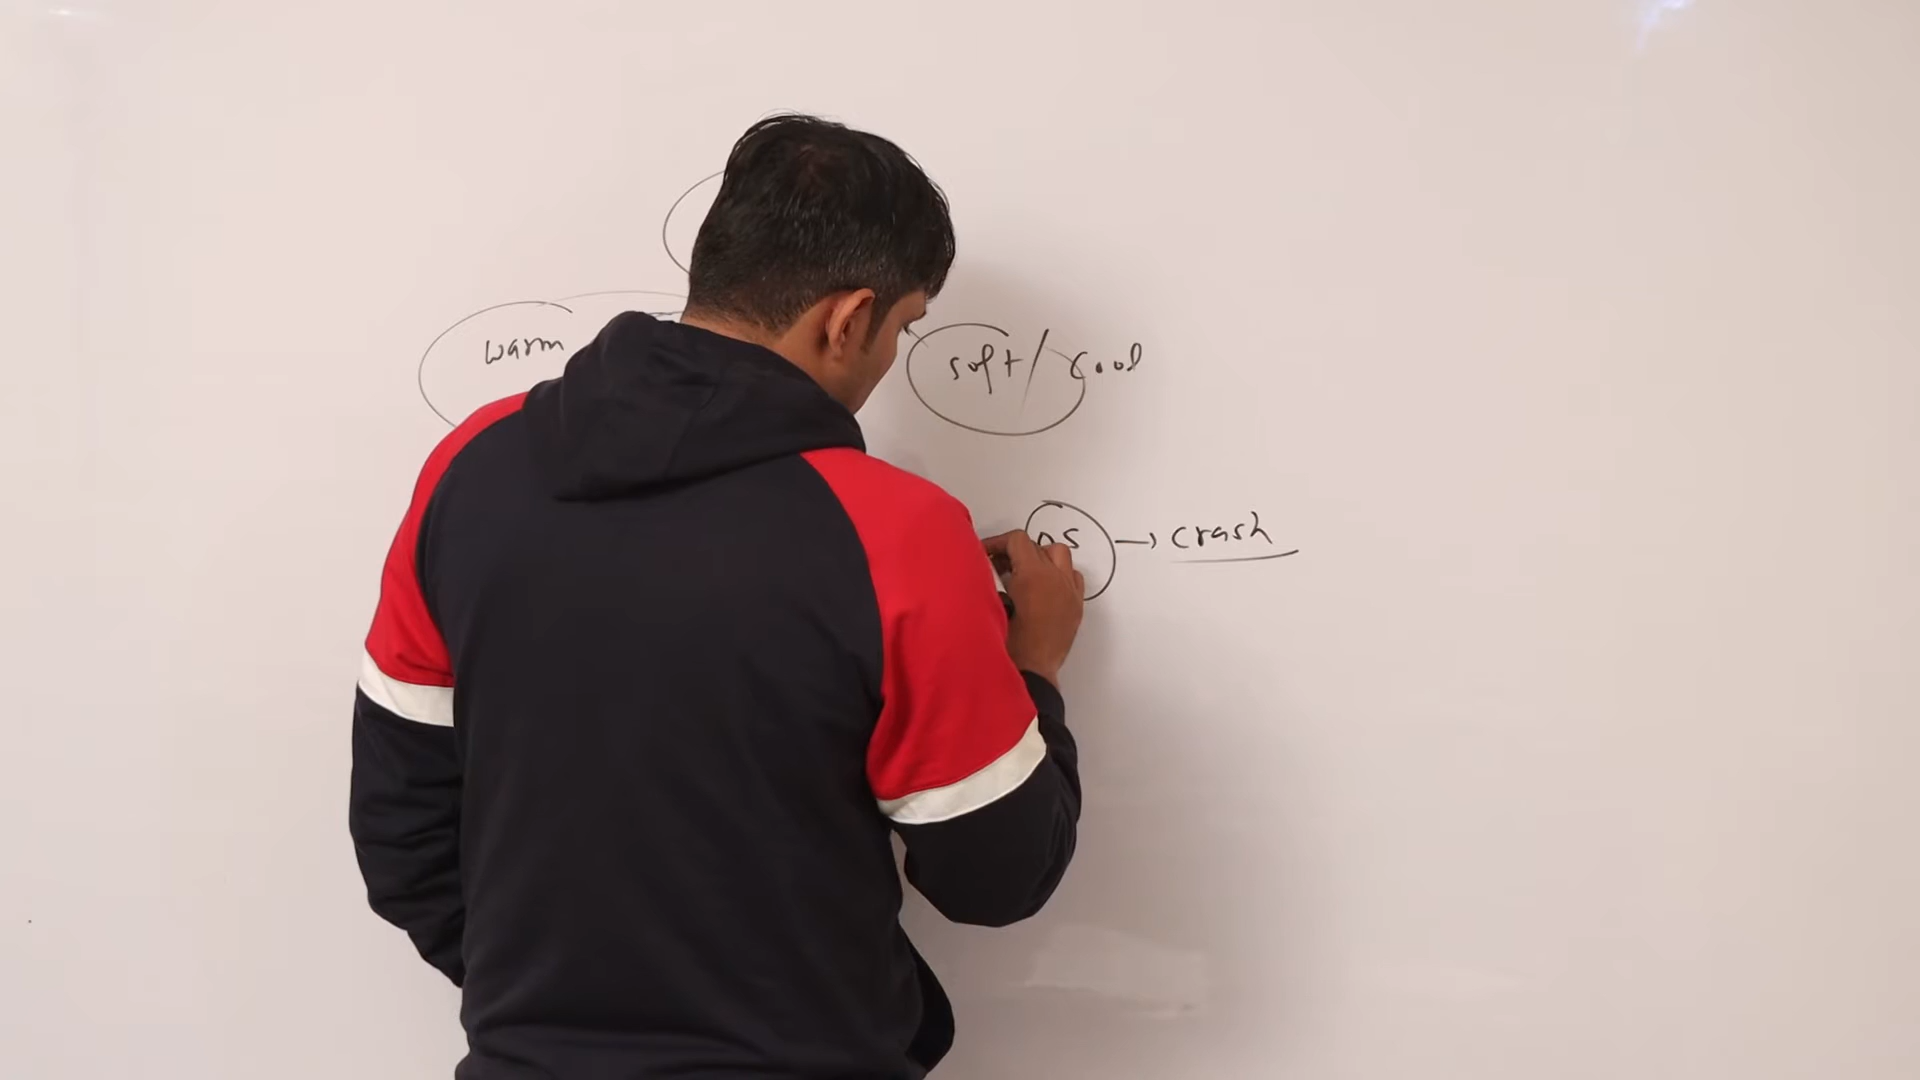 warm
soft/cool
os → crash